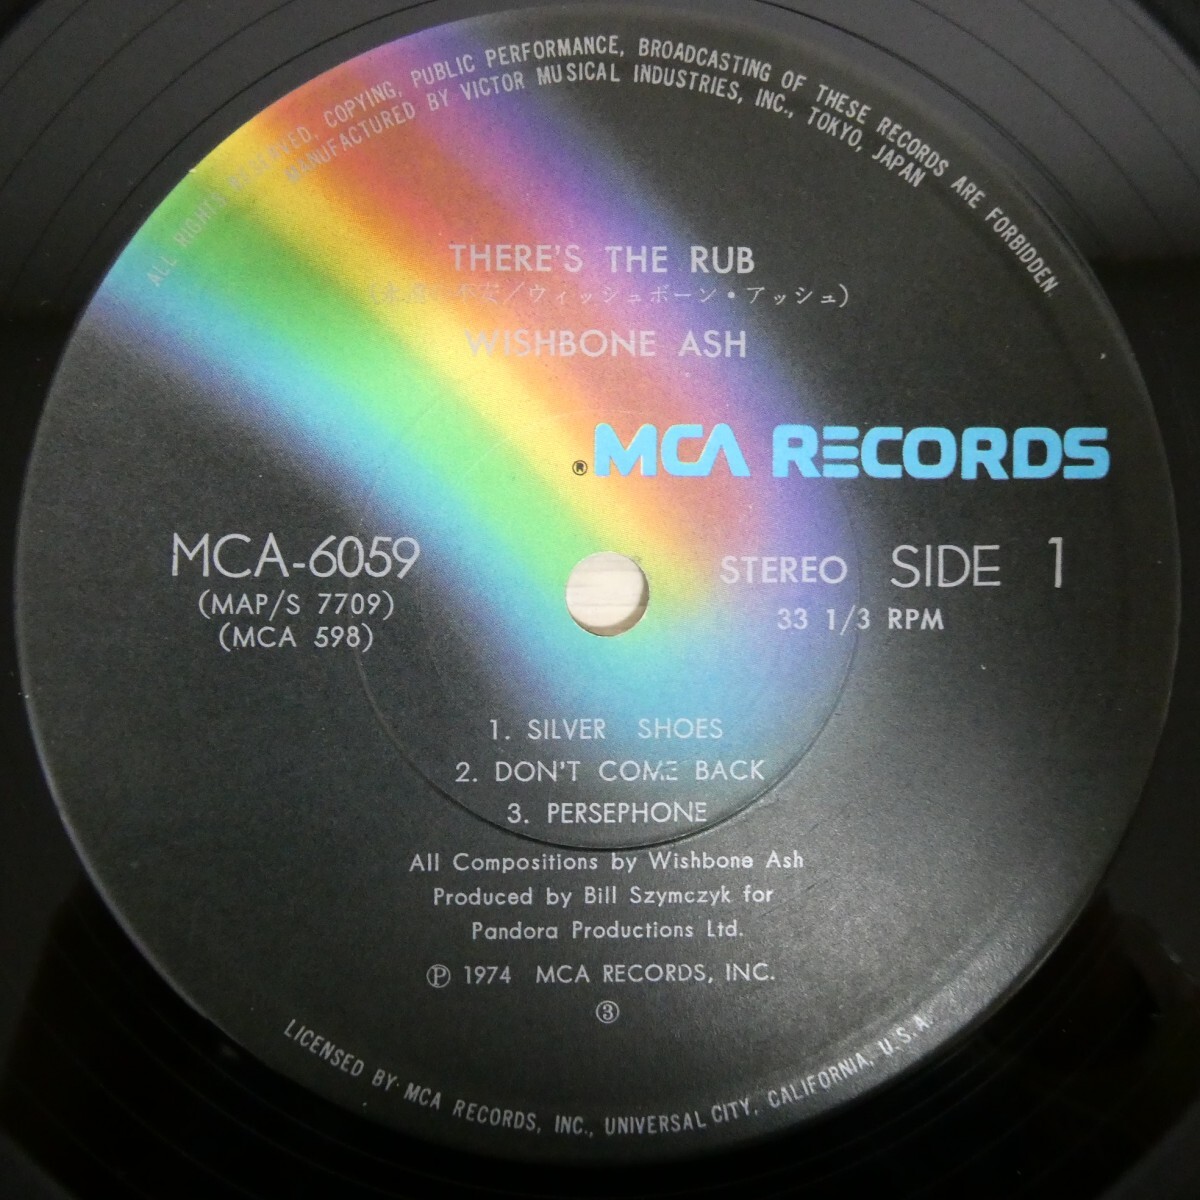 ALL RIGHTS RESERVED. COPYING, PUBLIC PERFORMANCE, BROADCASTING OF THESE RECORDS ARE FORBIDDEN.
MANUFACTURED BY VICTOR MUSICAL INDUSTRIES, INC., TOKYO, JAPAN
THERE'S THE RUB
不安/ウィッシュボーン・アッシュ)
WISHBONE ASH
® MCA RECORDS
MCA-6059
(MAP/S 7709)
(MCA 598)
STEREO SIDE 1
33 1/3 RPM
1. SILVER SHOES
2. DON'T COME BACK
3. PERSEPHONE
All Compositions by Wishbone Ash
Produced by Bill Szymczyk for
Pandora Productions Ltd.
℗ 1974 MCA RECORDS, INC.
③
LICENSED BY MCA RECORDS, INC., UNIVERSAL CITY, CALIFORNIA, U.S.A.